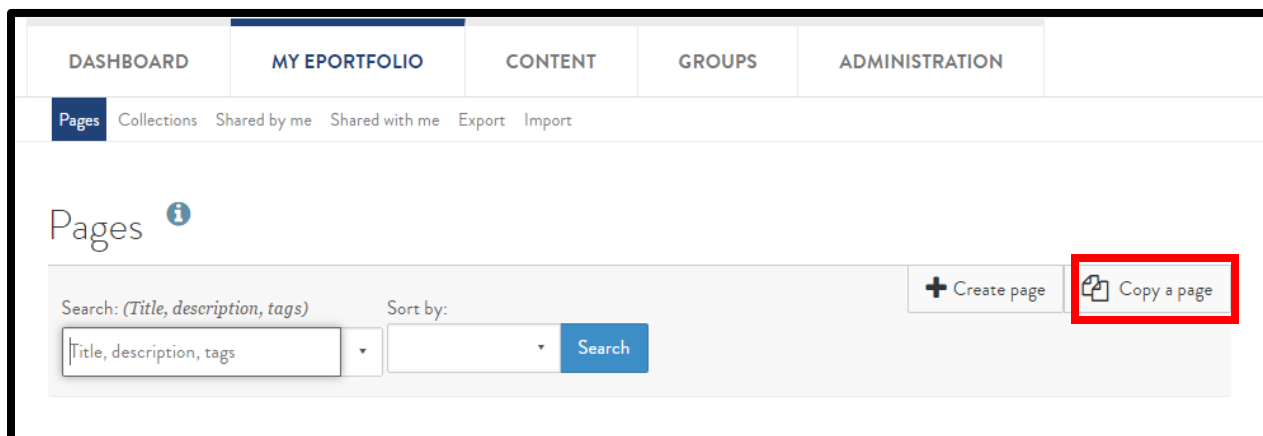 DASHBOARD MY EPORTFOLIO CONTENT GROUPS ADMINISTRATION
Pages Collections Shared by me Shared with me Export Import
Pages
Create page Copy a page
Search: (Title, description, tags) Sort by:
Title, description, tags Search